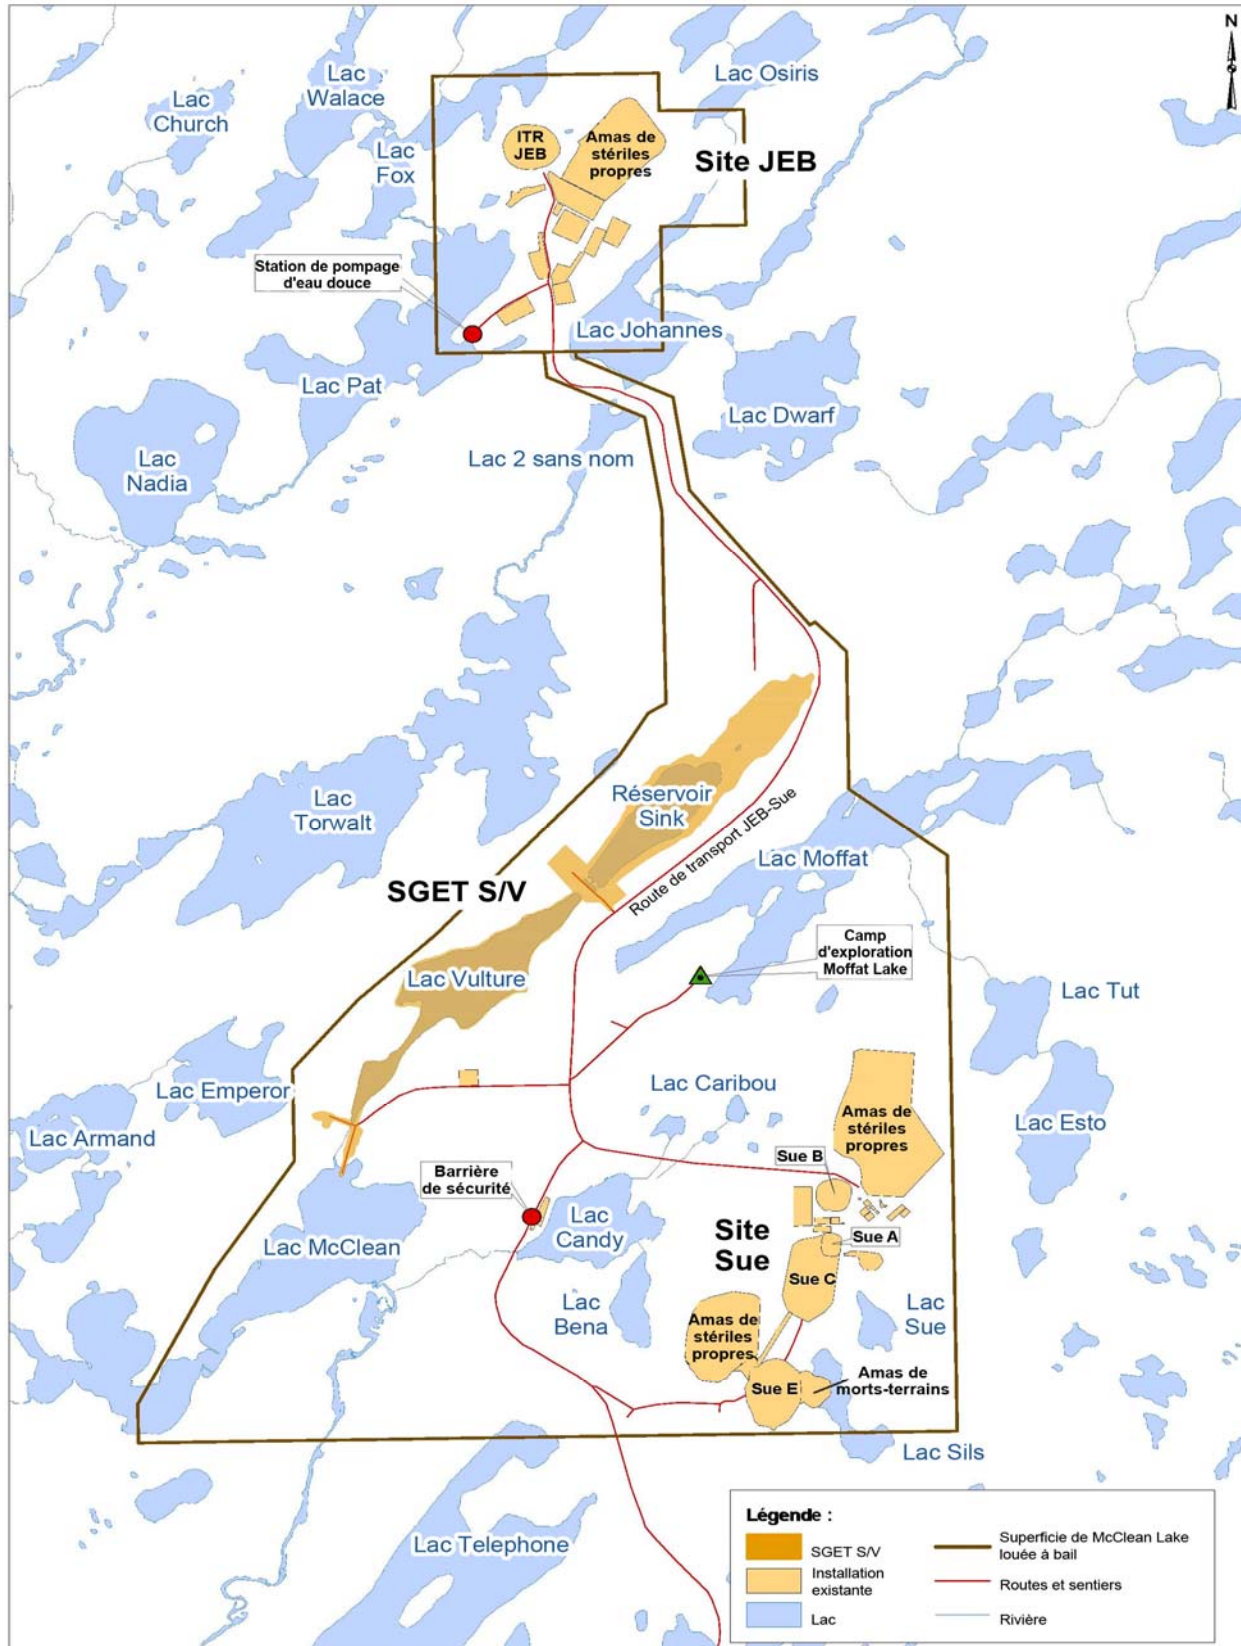 N
Lac Osiris
Lac
Walace
Lac
Church
ITR
JEB
Amas de
stériles
propres
Lac
Fox
Site JEB
Station de pompage
d'eau douce
Lac Johannes
Lac Pat
Lac Dwarf
Lac
Nadia
Lac 2 sans nom
Réservoir
Sink
Lac
Torwalt
Route de transport JEB-Sue
Lac Moffat
SGET S/V
Camp
d'exploration
Moffat Lake
Lac Vulture
Lac Tut
Lac Emperor
Lac Caribou
Lac Armand
Amas de
stériles
propres
Lac Esto
Sue B
Barrière
de sécurité
Lac
Candy
Site
Sue
Sue A
Lac McClean
Sue C
Lac
Bena
Lac
Sue
Amas de
stériles
propres
Sue E
Amas de
morts-terrains
Lac Sils
Lac Telephone
Légende :
SGET S/V
Installation
existante
Lac
Superficie de McClean Lake
louée à bail
Routes et sentiers
Rivière